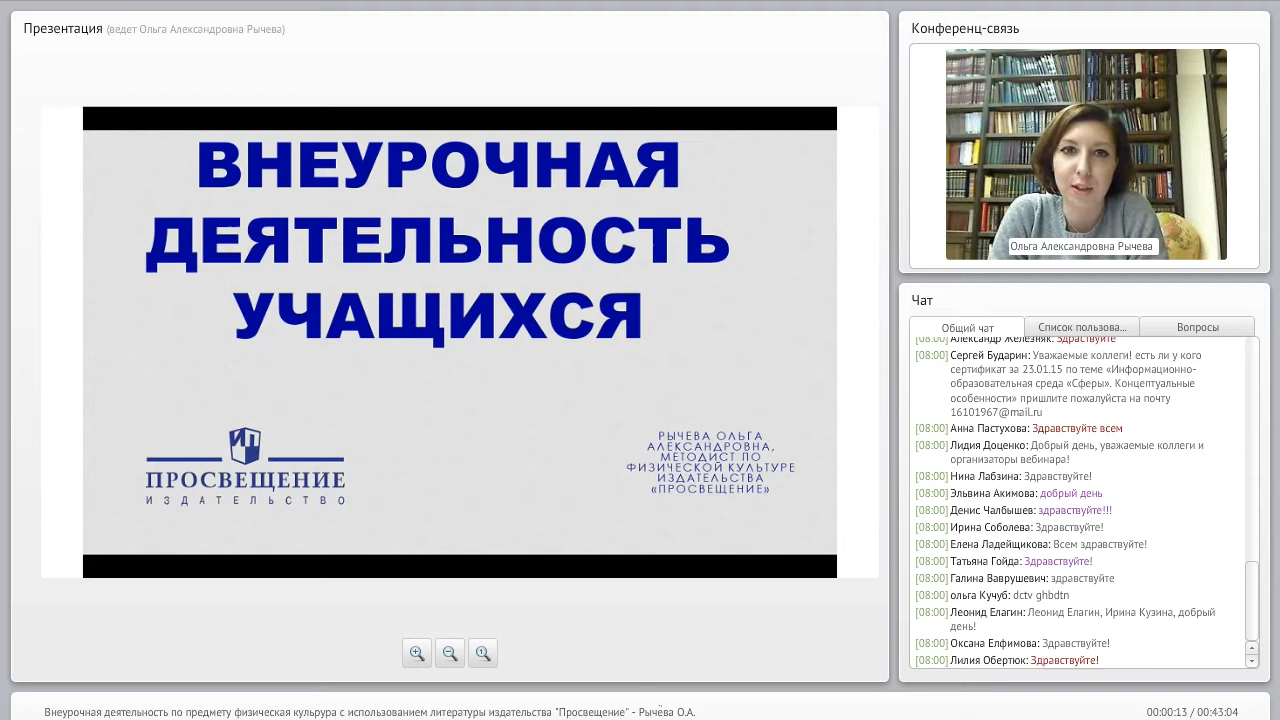 Презентация (ведет Ольга Александровна Рычева)
ВНЕУРОЧНАЯ
ДЕЯТЕЛЬНОСТЬ
УЧАЩИХСЯ
ПРОСВЕЩЕНИЕ
ИЗДАТЕЛЬСТВО
РЫЧЕВА ОЛЬГА
АЛЕКСАНДРОВНА,
МЕТОДИСТ ПО
ФИЗИЧЕСКОЙ КУЛЬТУРЕ
ИЗДАТЕЛЬСТВА
«ПРОСВЕЩЕНИЕ»
Конференц-связь
Ольга Александровна Рычева
Чат
Общий чат
Список пользова...
Вопросы
[08:00] Александр Железняк: Здраствуйте
[08:00] Сергей Бударин: Уважаемые коллеги! есть ли у кого
сертификат за 23.01.15 по теме «Информационно-
образовательная среда «Сферы». Концептуальные
особенности» пришлите пожалуйста на почту
16101967@mail.ru
[08:00] Анна Пастухова: Здравствуйте всем
[08:00] Лидия Доценко: Добрый день, уважаемые коллеги и
организаторы вебинара!
[08:00] Нина Лабзина: Здравствуйте!
[08:00] Эльвина Акимова: добрый день
[08:00] Денис Чалбышев: здравствуйте!!!
[08:00] Ирина Соболева: Здравствуйте!
[08:00] Елена Ладейщикова: Всем здравствуйте!
[08:00] Татьяна Гойда: Здравствуйте!
[08:00] Галина Ваврушевич: здравствуйте
[08:00] ольга Кучуб: dctv ghbdtn
[08:00] Леонид Елагин: Леонид Елагин, Ирина Кузина, добрый
день!
[08:00] Оксана Елфимова: Здравствуйте!
[08:00] Лилия Обертюк: Здравствуйте!
Внеурочная деятельность по предмету физическая кульрура с использованием литературы издательства "Просвещение" - Рычёва О.А.
00:00:13 / 00:43:04